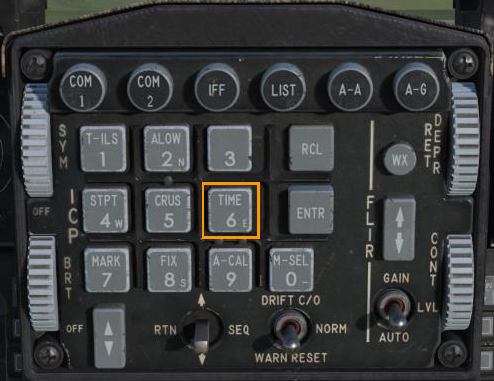 COM 1
COM 2
IFF
LIST
A-A
A-G
SYM
T-ILS 1
ALOW 2 N
3
RCL
WX
RET
DEPR
OFF
ICP
STPT 4 W
CRUS 5
TIME 6 E
ENTR
FLIR
BRT
MARK 7
FIX 8 S
A-CAL 9
M-SEL 0 -
CONT
OFF
RTN
SEQ
DRIFT C/O
NORM
WARN RESET
GAIN
LVL
AUTO